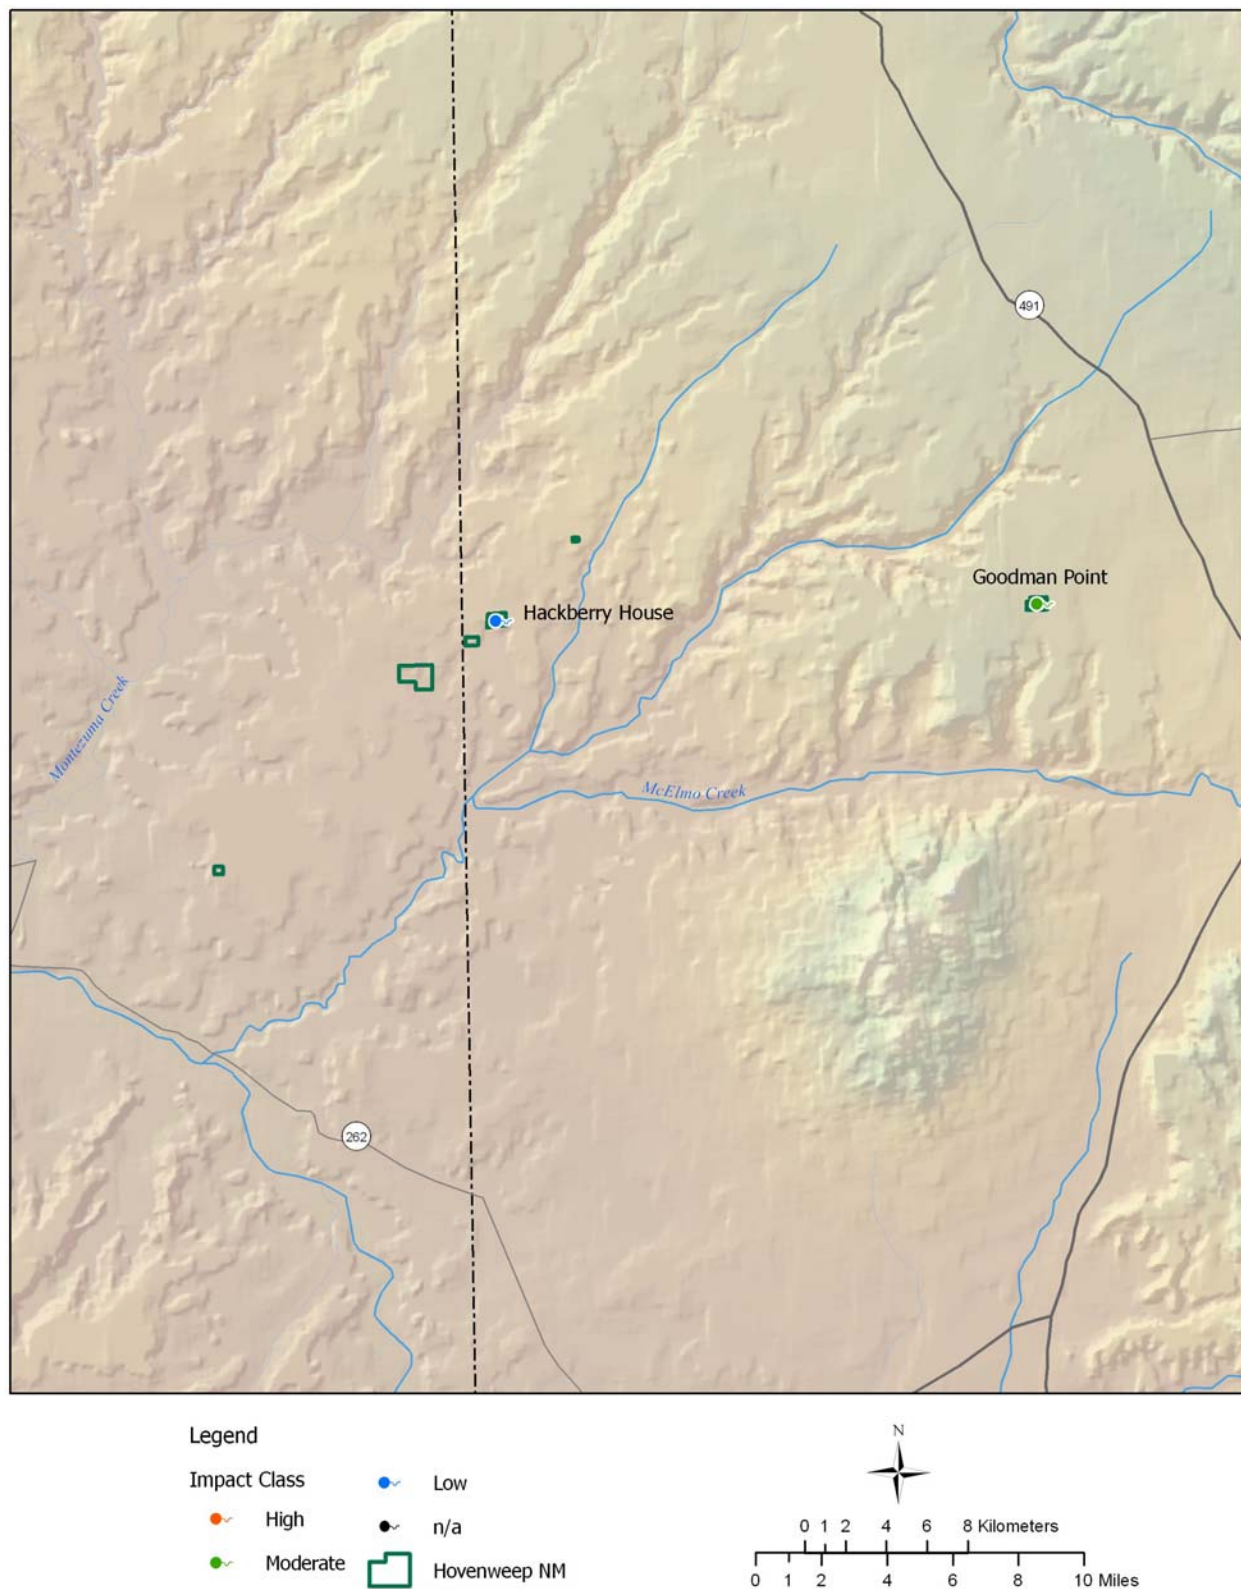 491
Goodman Point
Hackberry House
Montezuma Creek
McElmo Creek
262
Legend
Impact Class
High
Moderate
Low
n/a
Hovenweep NM
N
0 1 2 4 6 8 Kilometers
0 1 2 4 6 8 10 Miles